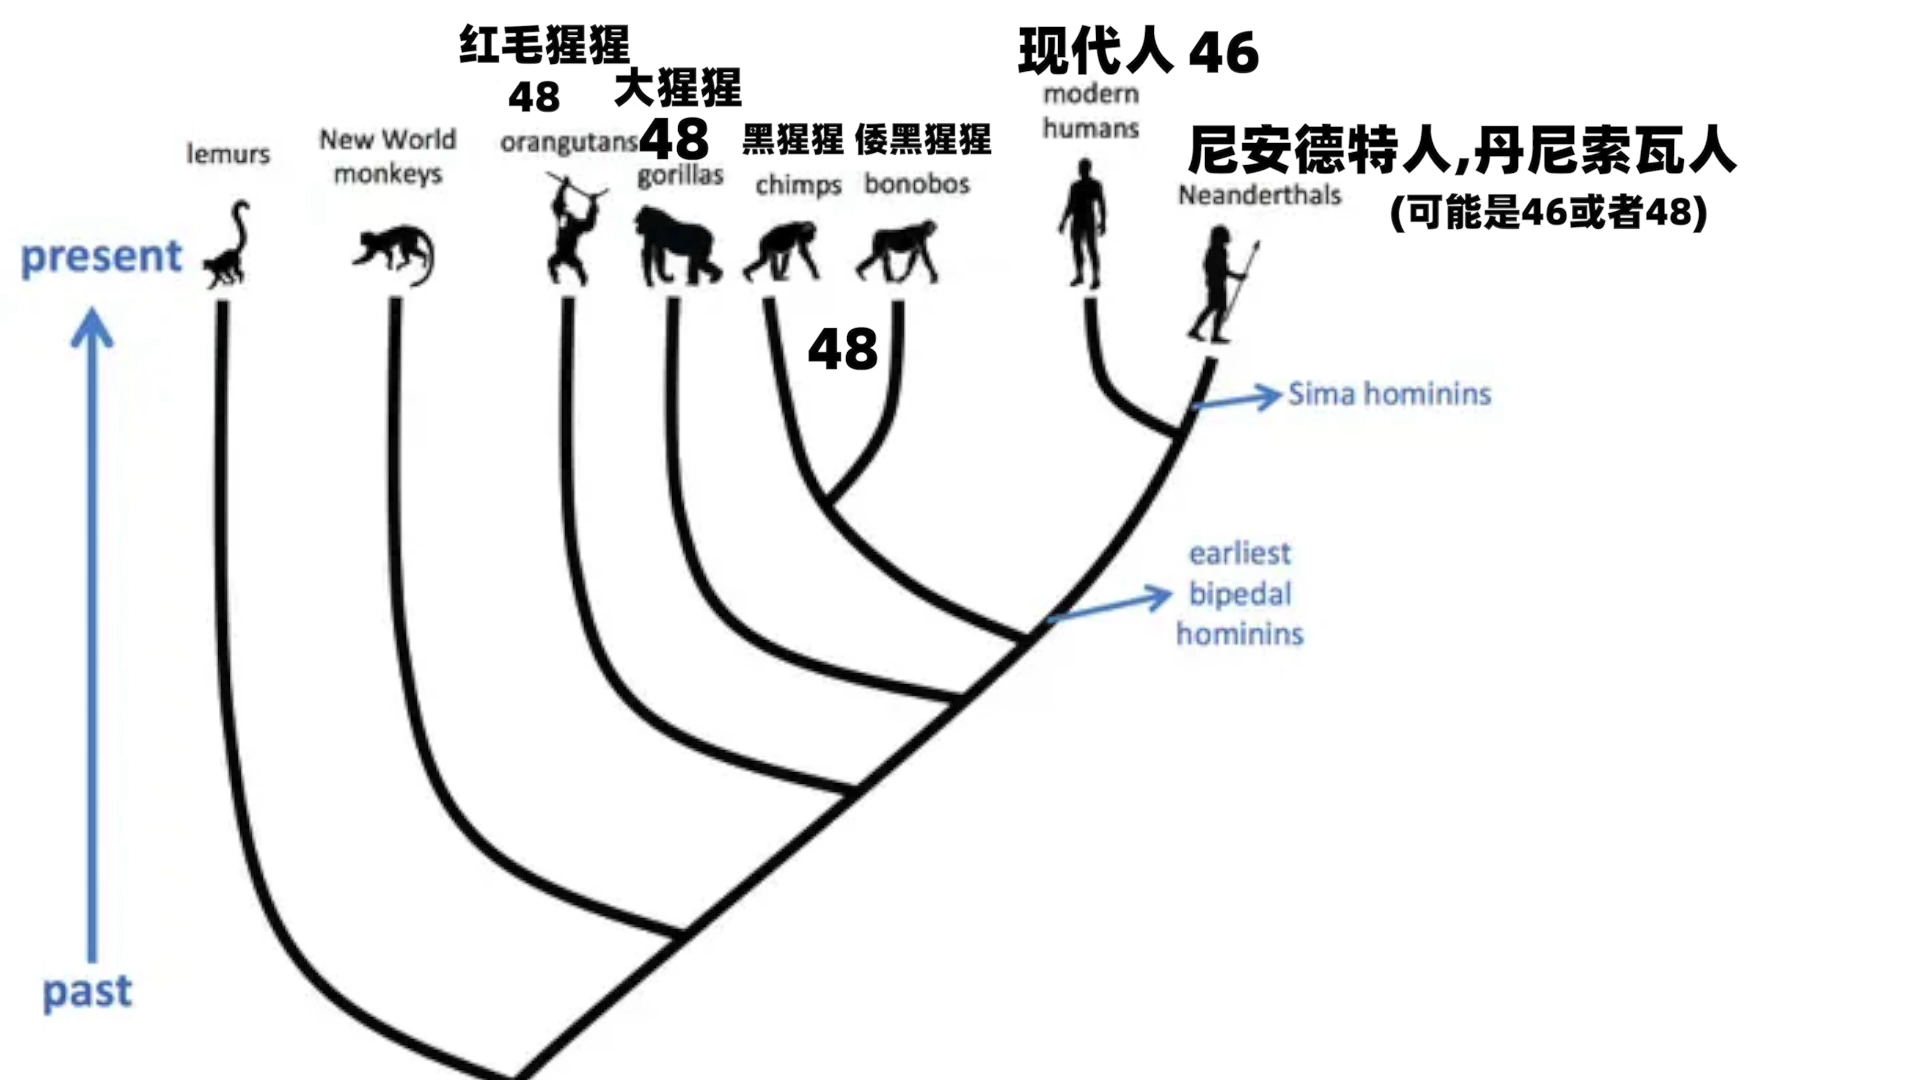 红毛猩猩
48
orangutans
大猩猩
48
gorillas
现代人 46
modern
humans
lemurs
New World
monkeys
黑猩猩 倭黑猩猩
chimps bonobos
48
尼安德特人,丹尼索瓦人
Neanderthals
(可能是46或者48)
present
Sima hominins
earliest
bipedal
hominins
past